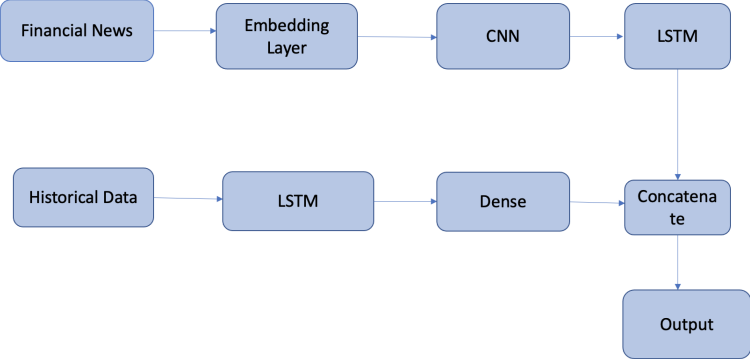 Financial News
Embedding
Layer
CNN
LSTM
Historical Data
LSTM
Dense
Concatena
te
Output